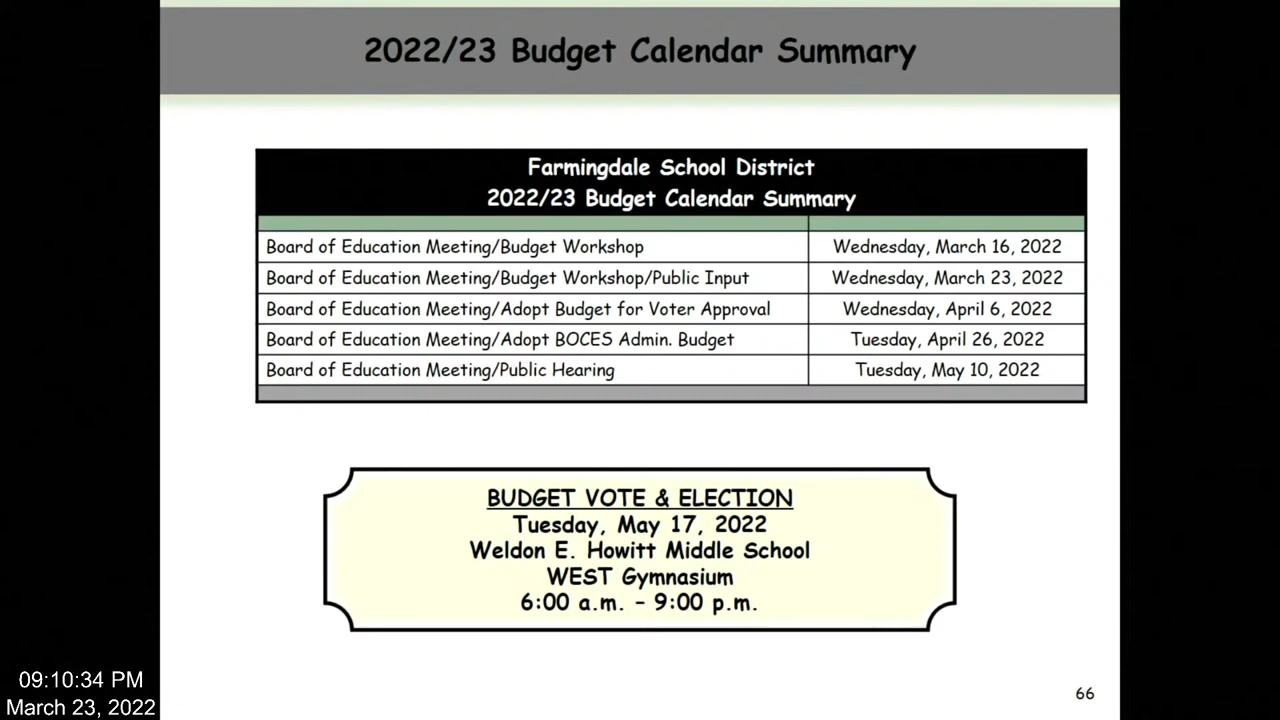 2022/23 Budget Calendar Summary
Farmingdale School District
2022/23 Budget Calendar Summary
Board of Education Meeting/Budget Workshop Wednesday, March 16, 2022
Board of Education Meeting/Budget Workshop/Public Input Wednesday, March 23, 2022
Board of Education Meeting/Adopt Budget for Voter Approval Wednesday, April 6, 2022
Board of Education Meeting/Adopt BOCES Admin. Budget Tuesday, April 26, 2022
Board of Education Meeting/Public Hearing Tuesday, May 10, 2022
BUDGET VOTE & ELECTION
Tuesday, May 17, 2022
Weldon E. Howitt Middle School
WEST Gymnasium
6:00 a.m. – 9:00 p.m.
09:10:34 PM
March 23, 2022
66